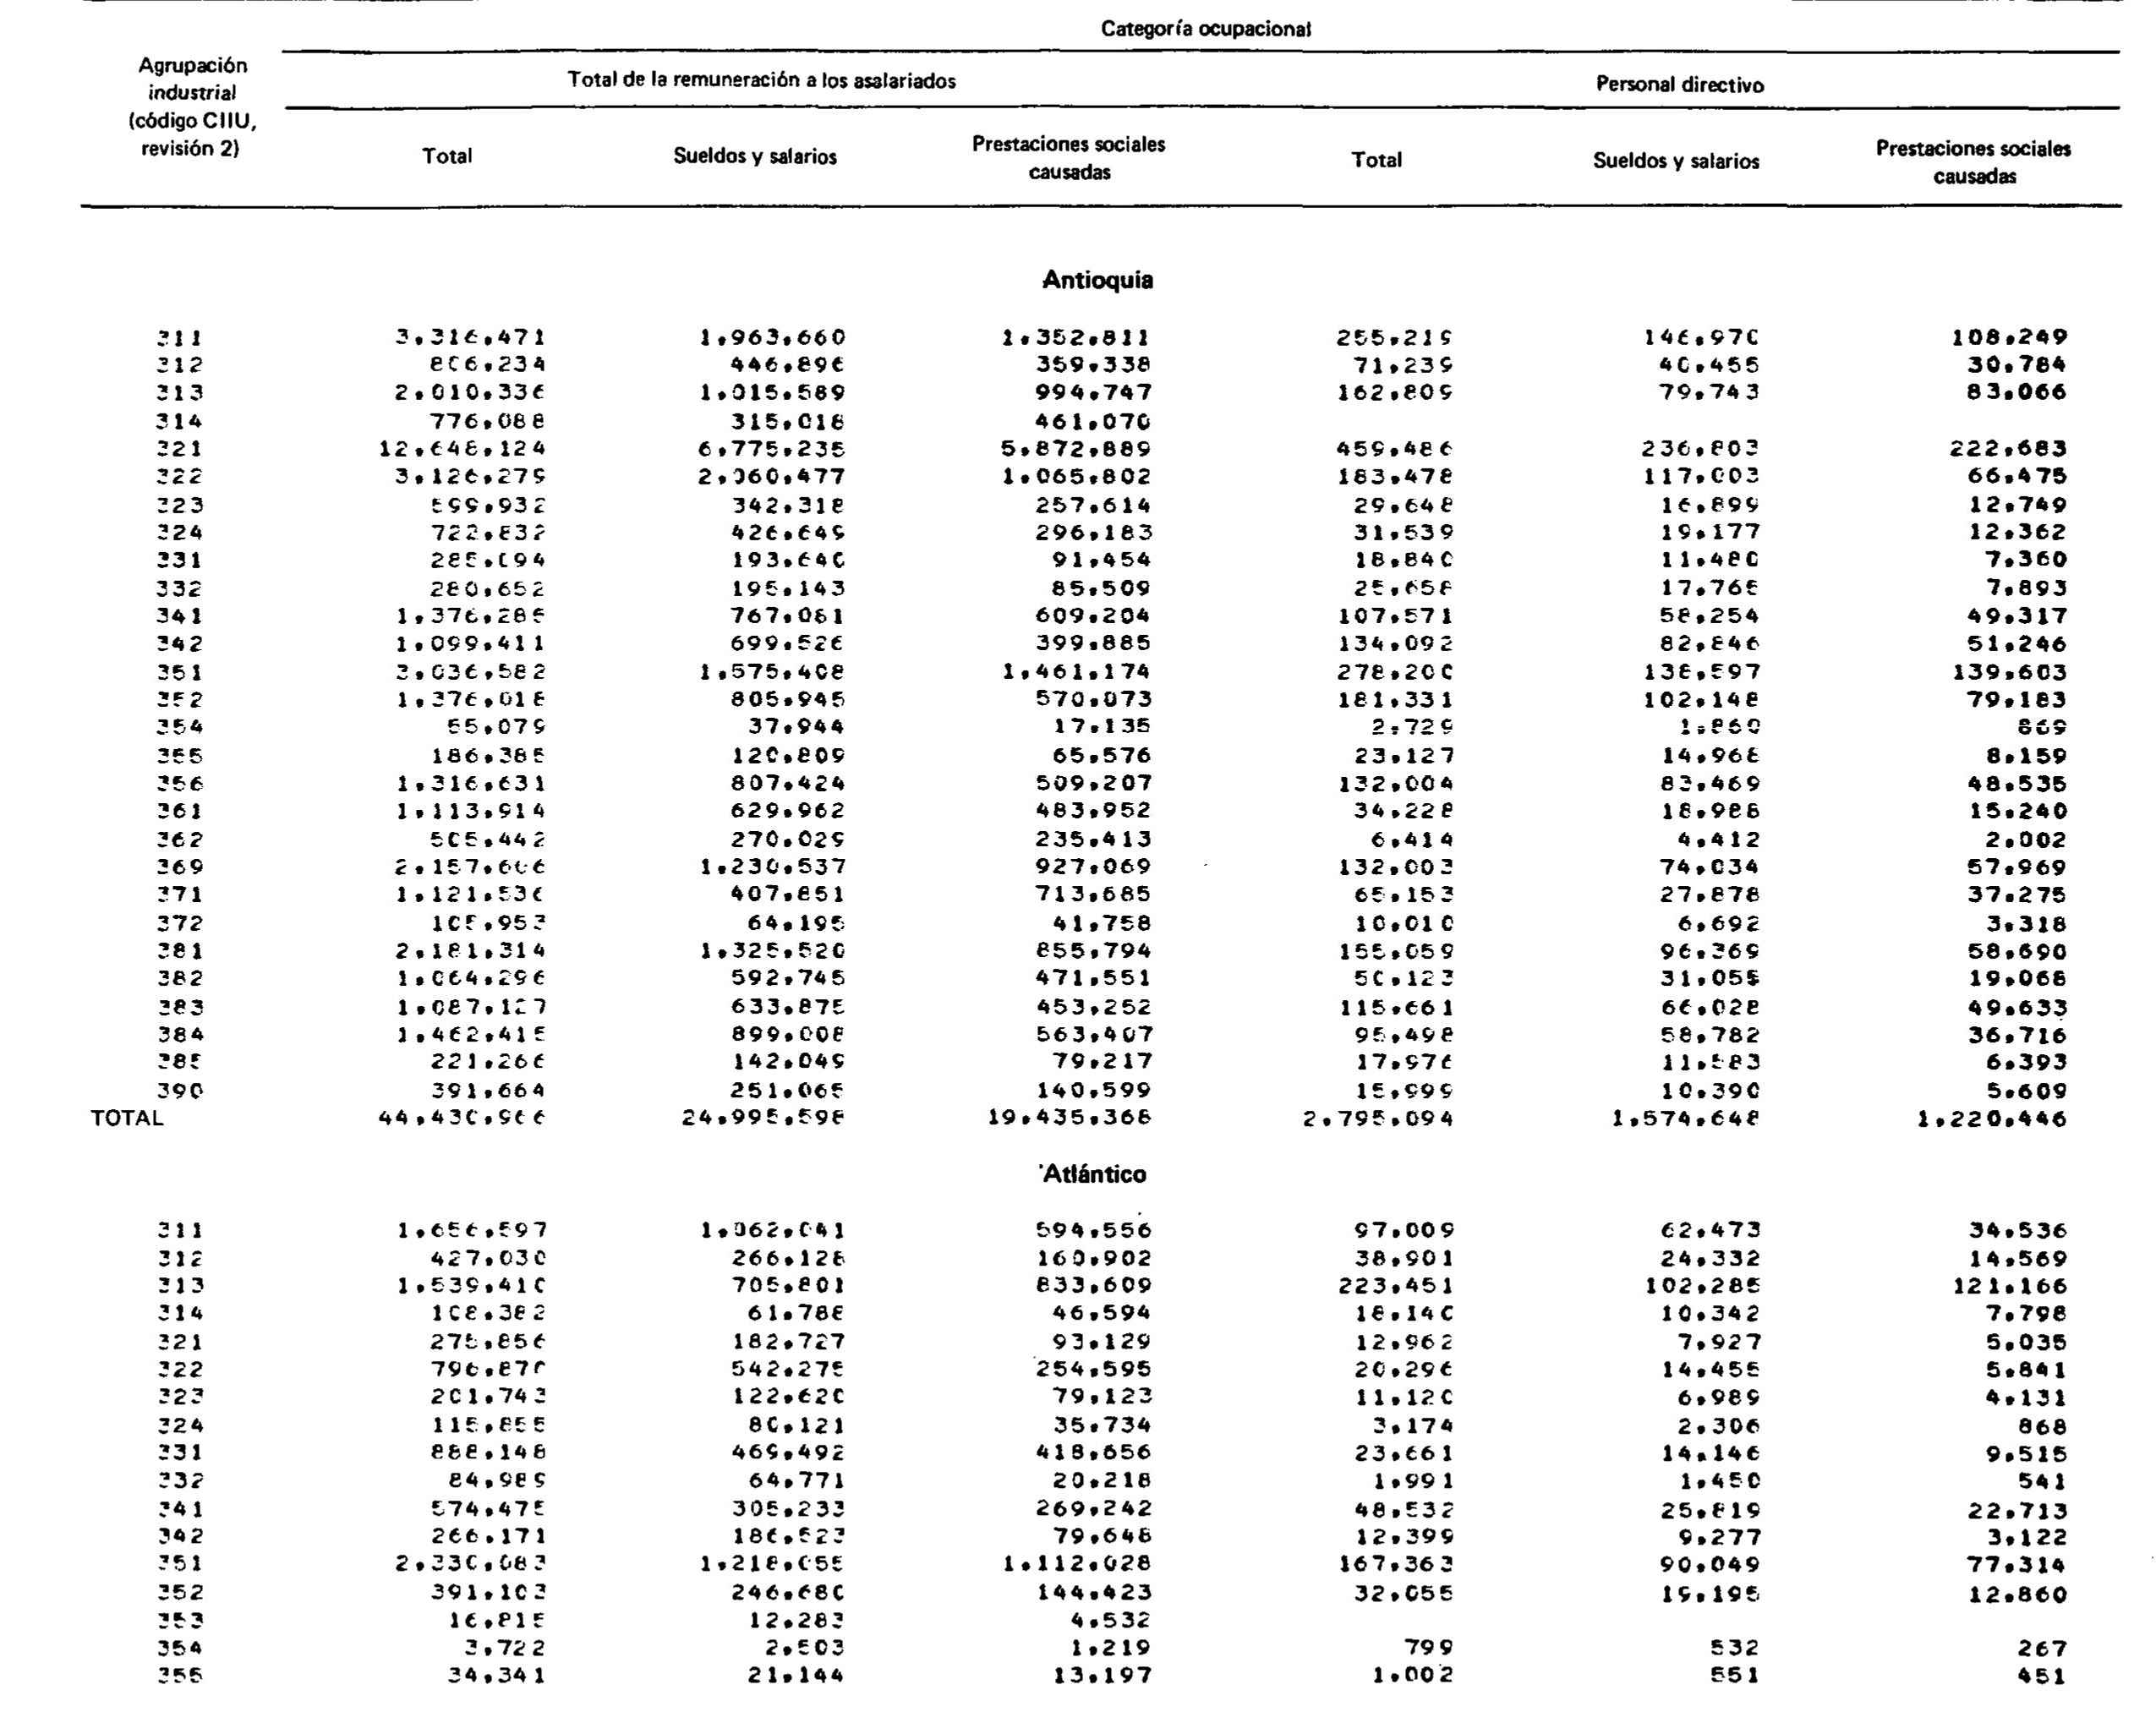 Categoría ocupacional
Agrupación industrial (código CIIU, revisión 2)
Total de la remuneración a los asalariados Personal directivo
Total Sueldos y salarios Prestaciones sociales causadas Total Sueldos y salarios Prestaciones sociales causadas
Antioquia
311 3.316.471 1.963.660 1.352.811 255.219 146.970 108.249
312 806.234 446.896 359.338 71.239 40.455 30.784
313 2.010.336 1.015.589 994.747 162.809 79.743 83.066
314 776.088 315.018 461.070
321 12.648.124 6.775.235 5.872.889 459.486 236.803 222.683
322 3.126.279 2.060.477 1.065.802 183.478 117.003 66.475
323 599.932 342.318 257.614 29.648 16.899 12.749
324 722.832 426.649 296.183 31.539 19.177 12.362
331 285.094 193.640 91.454 18.840 11.480 7.360
332 280.652 195.143 85.509 25.658 17.765 7.893
341 1.376.285 767.081 609.204 107.571 58.254 49.317
342 1.099.411 699.526 399.885 134.092 82.846 51.246
351 3.036.582 1.575.408 1.461.174 278.200 138.597 139.603
352 1.376.018 805.945 570.073 181.331 102.148 79.183
354 55.079 37.944 17.135 2.729 1.860 869
355 186.385 120.809 65.576 23.127 14.968 8.159
356 1.316.631 807.424 509.207 132.004 83.469 48.535
361 1.113.914 629.962 483.952 34.228 18.988 15.240
362 505.442 270.029 235.413 6.414 4.412 2.002
369 2.157.606 1.230.537 927.069 132.003 74.034 57.969
371 1.121.536 407.851 713.685 65.153 27.878 37.275
372 105.953 64.195 41.758 10.010 6.692 3.318
381 2.181.314 1.325.520 855.794 155.059 96.369 58.690
382 1.064.296 592.745 471.551 50.123 31.055 19.068
383 1.087.127 633.875 453.252 115.661 66.028 49.633
384 1.462.415 899.008 563.407 95.498 58.782 36.716
385 221.266 142.049 79.217 17.976 11.583 6.393
390 391.664 251.065 140.599 15.999 10.390 5.609
TOTAL 44.430.966 24.995.598 19.435.368 2.795.094 1.574.648 1.220.446
Atlántico
311 1.656.597 1.062.041 594.556 97.009 62.473 34.536
312 427.030 266.128 160.902 38.901 24.332 14.569
313 1.539.410 705.801 833.609 223.451 102.285 121.166
314 108.382 61.788 46.594 18.140 10.342 7.798
321 275.856 182.727 93.129 12.962 7.927 5.035
322 796.870 542.275 254.595 20.296 14.455 5.841
323 201.743 122.620 79.123 11.120 6.989 4.131
324 115.855 80.121 35.734 3.174 2.306 868
331 888.148 469.492 418.656 23.661 14.146 9.515
332 84.989 64.771 20.218 1.991 1.450 541
341 574.475 305.233 269.242 48.532 25.819 22.713
342 266.171 186.523 79.648 12.399 9.277 3.122
351 2.330.083 1.218.055 1.112.028 167.363 90.049 77.314
352 391.103 246.680 144.423 32.055 19.195 12.860
353 16.815 12.283 4.532
354 3.722 2.503 1.219 799 532 267
355 34.341 21.144 13.197 1.002 551 451